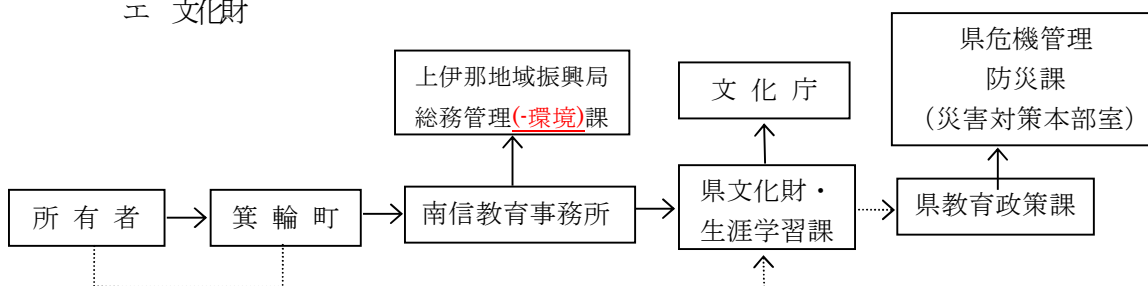 エ 文化財
県危機管理
防災課
(災害対策本部室)
上伊那地域振興局
総務管理(-環境)課
文 化 庁
所 有 者
箕 輪 町
南信教育事務所
県文化財・
生涯学習課
県教育政策課